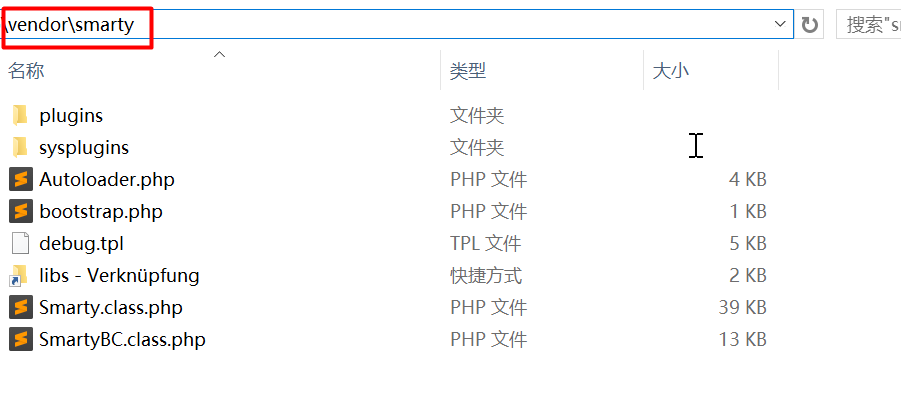 \vendor\smarty 搜索"s
名称 类型 大小
plugins 文件夹
sysplugins 文件夹
Autoloader.php PHP 文件 4 KB
bootstrap.php PHP 文件 1 KB
debug.tpl TPL 文件 5 KB
libs - Verknüpfung 快捷方式 2 KB
Smarty.class.php PHP 文件 39 KB
SmartyBC.class.php PHP 文件 13 KB